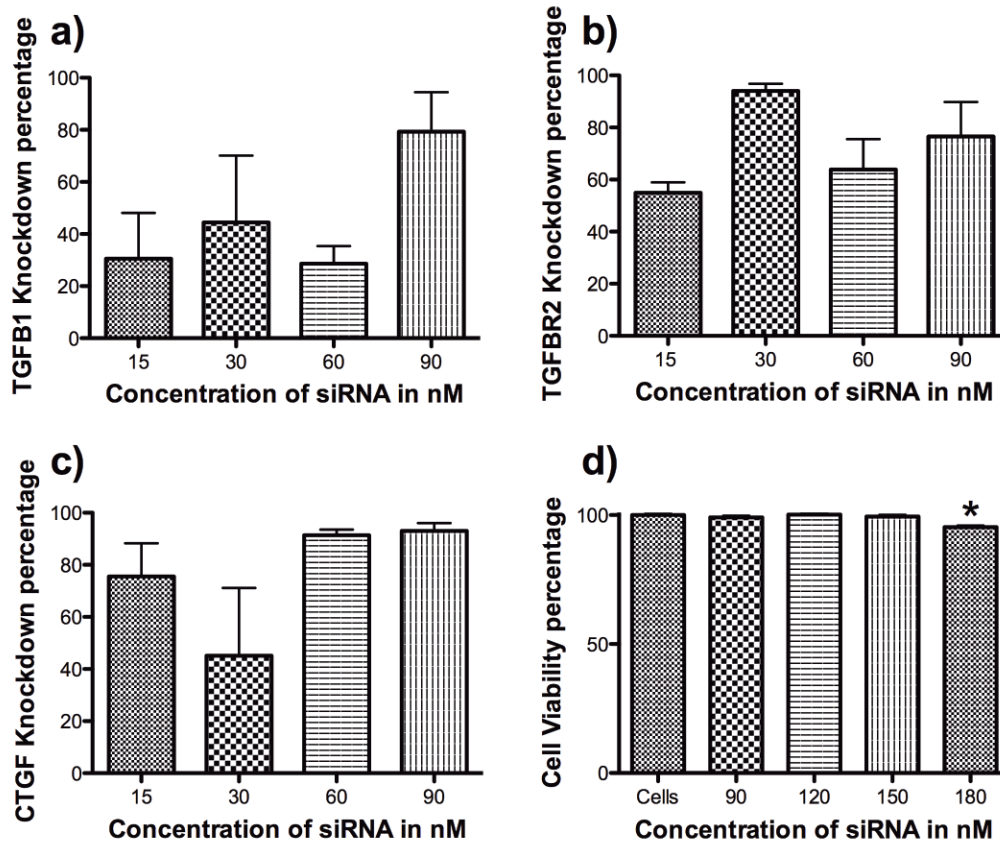 a)
TGFB1 Knockdown percentage
100
80
60
40
20
0
15 30 60 90
Concentration of siRNA in nM
b)
TGFBR2 Knockdown percentage
100
80
60
40
20
0
15 30 60 90
Concentration of siRNA in nM
c)
CTGF Knockdown percentage
100
80
60
40
20
0
15 30 60 90
Concentration of siRNA in nM
d)
Cell Viability percentage
100
50
0
*
Cells 90 120 150 180
Concentration of siRNA in nM